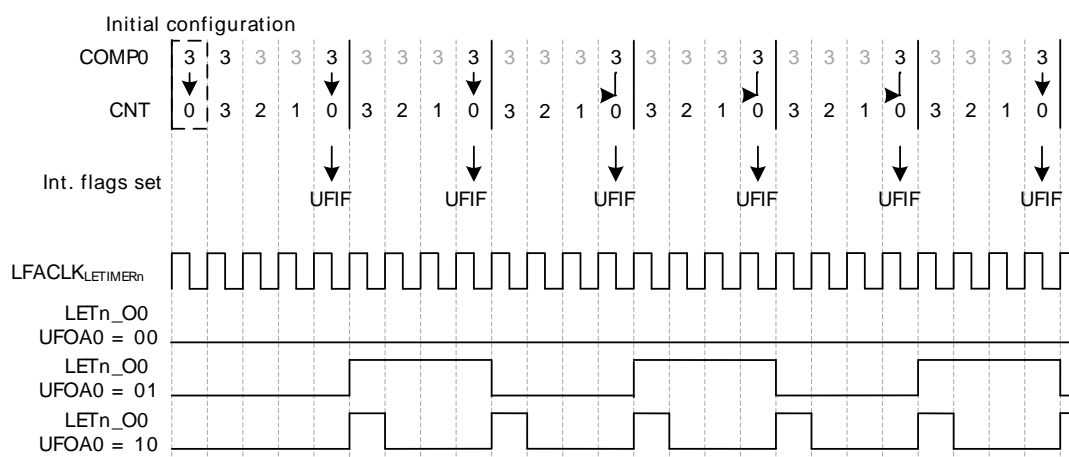 Initial configuration
COMP0 3 3 3 3 3 3 3 3 3 3 3 3 3 3 3 3 3 3 3 3 3 3 3 3 3
CNT 0 3 2 1 0 3 2 1 0 3 2 1 0 3 2 1 0 3 2 1 0 3 2 1 0
Int. flags set
UFIF UFIF UFIF UFIF UFIF UFIF
LFACLKLETIMERn
LETn_O0
UFOA0 = 00
LETn_O0
UFOA0 = 01
LETn_O0
UFOA0 = 10